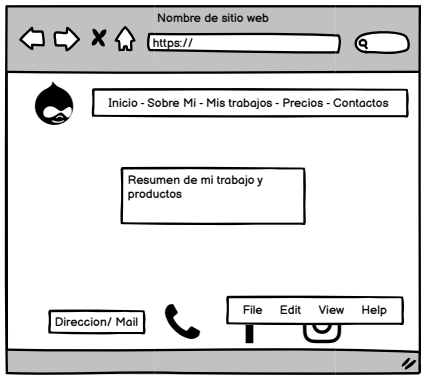 Nombre de sitio web
https://
Inicio - Sobre Mi - Mis trabajos - Precios - Contactos
Resumen de mi trabajo y
productos
File Edit View Help
Direccion/ Mail